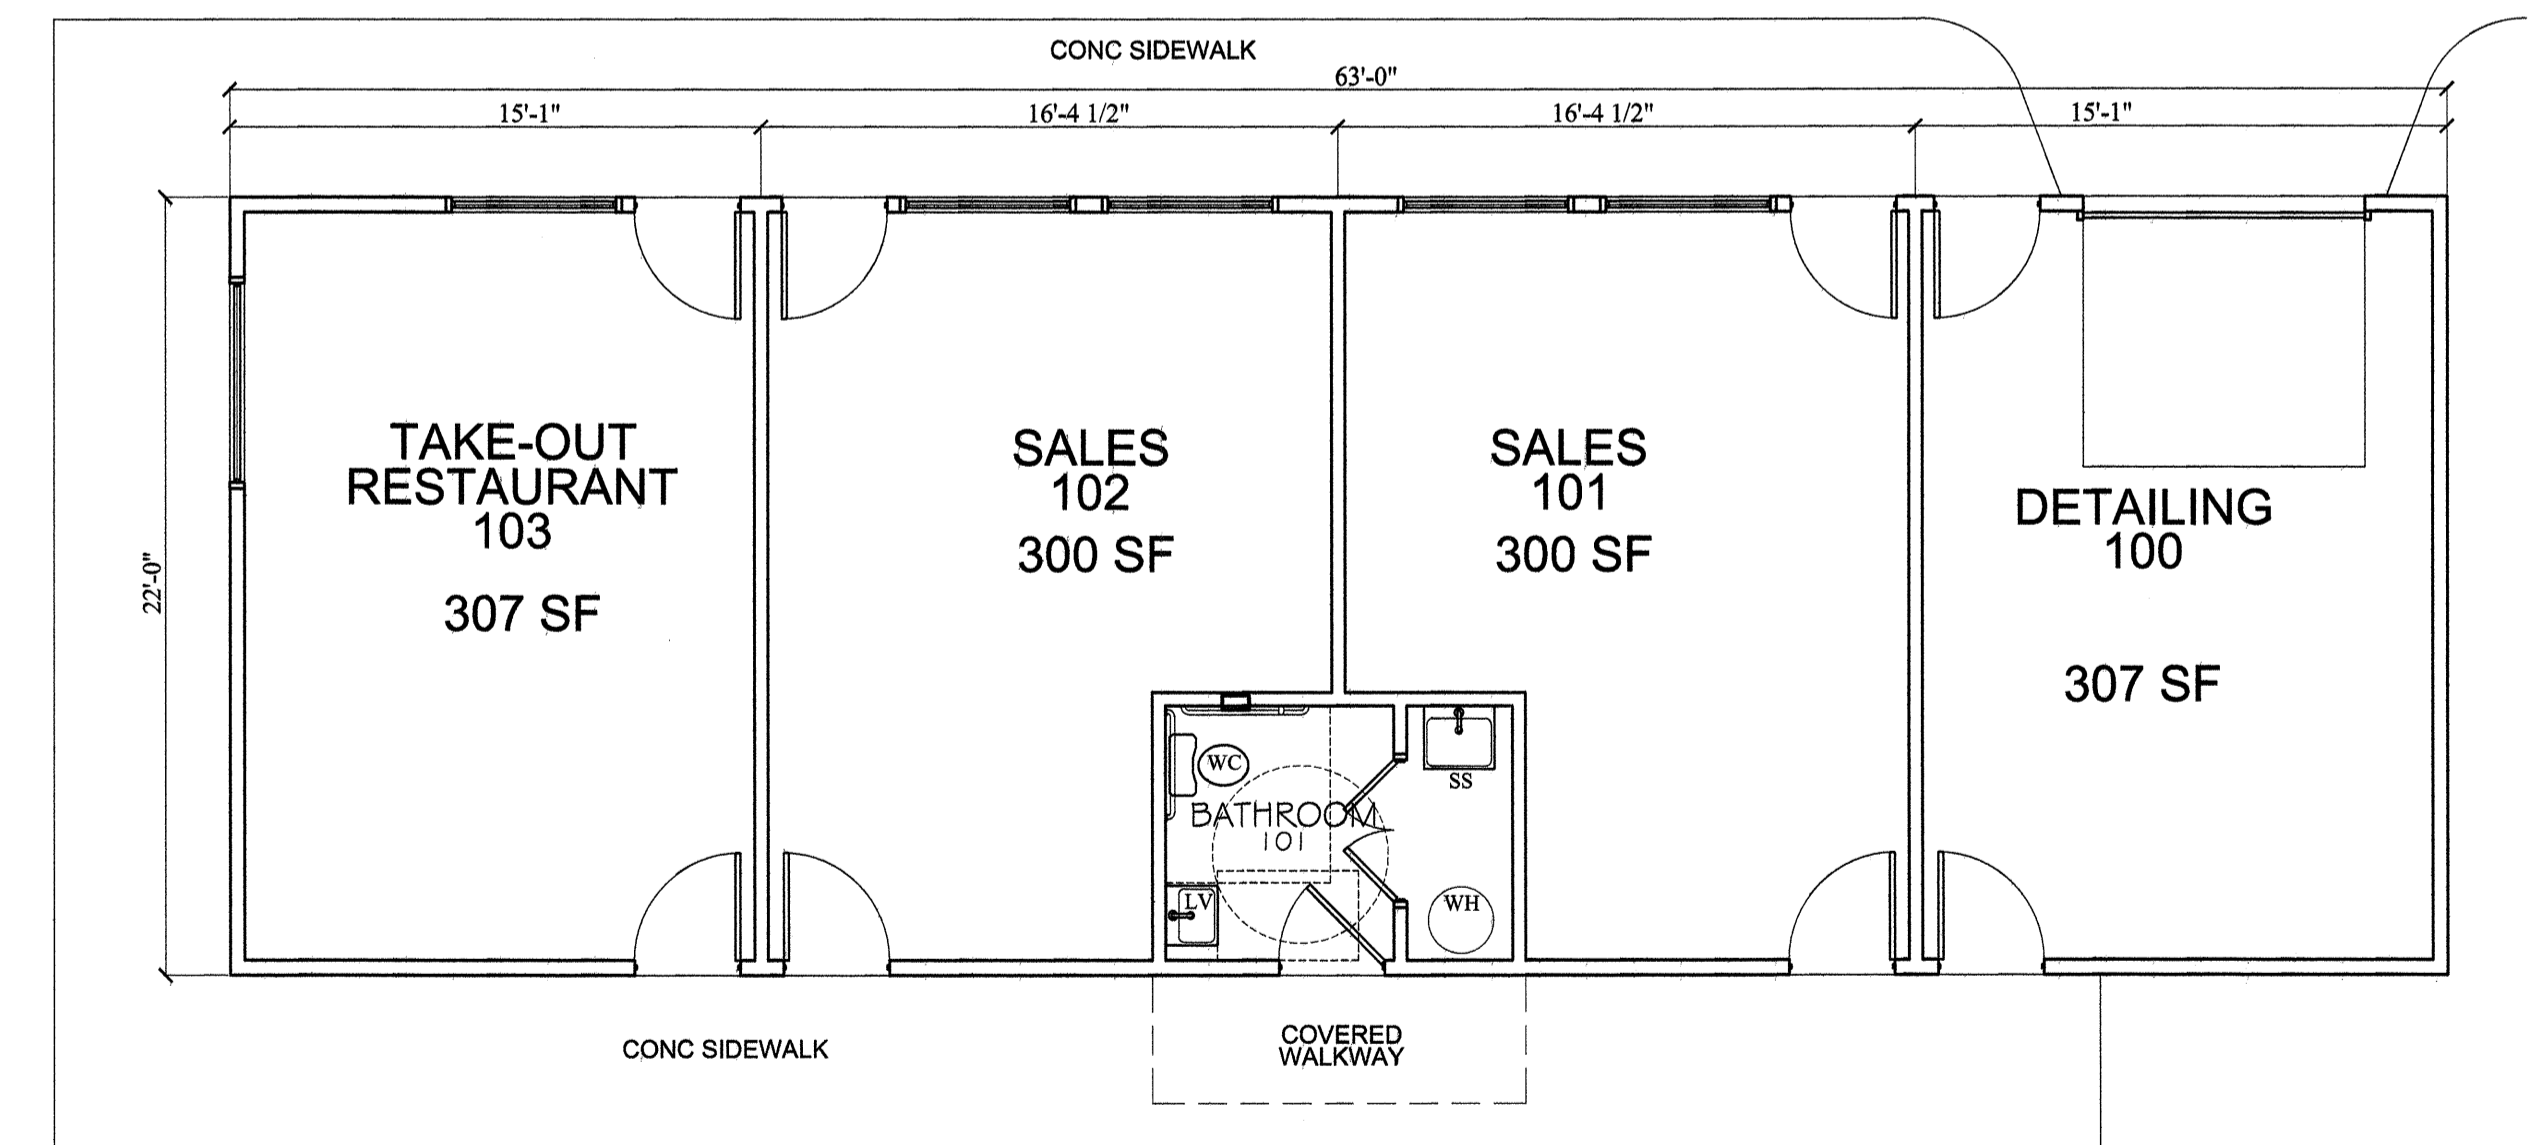 CONC SIDEWALK
63'-0"
15'-1"
16'-4 1/2"
16'-4 1/2"
15'-1"
22'-0"
TAKE-OUT
RESTAURANT
103
307 SF
SALES
102
300 SF
SALES
101
300 SF
DETAILING
100
307 SF
WC
SS
BATHROOM
101
LV
WH
CONC SIDEWALK
COVERED
WALKWAY